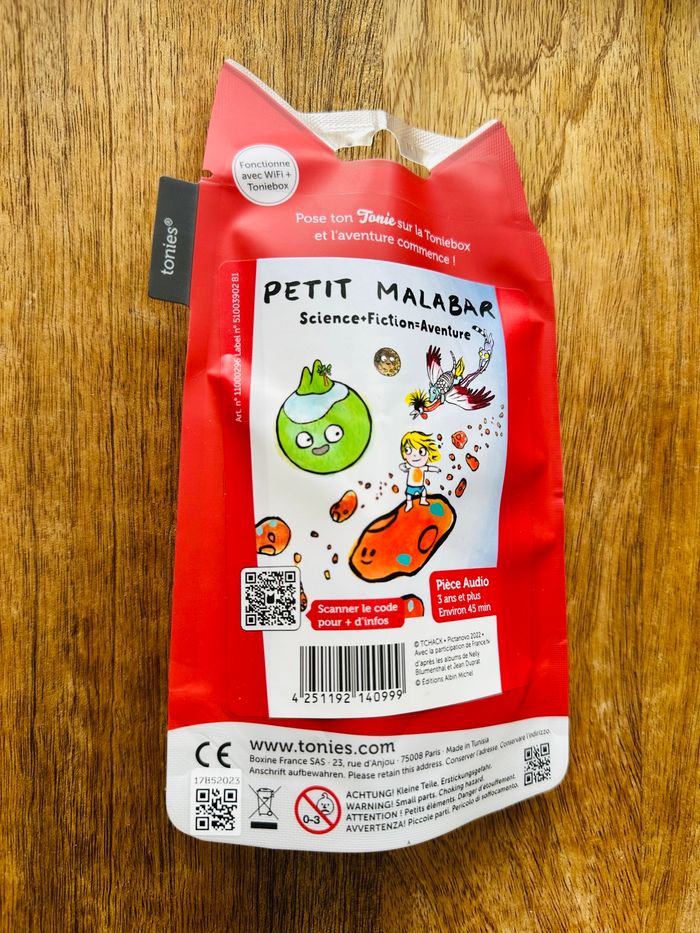 Fonctionne
avec WiFi +
Toniebox
tonies®
Pose ton Tonie sur la Toniebox
et l'aventure commence !
Art. n° 11000296 Label n° 51003902 B1
PETIT MALABAR
Science+Fiction=Aventure
Scanner le code
pour + d'infos
Pièce Audio
3 ans et plus
Environ 45 min
© TCHACK • Pictanovo 2022 •
Avec la participation de France tv
d'après les albums de Nelly
Blumenthal et Jean Duprat
© Éditions Albin Michel
4 251192 140999
CE
www.tonies.com
Boxine France SAS · 23, rue d'Anjou · 75008 Paris · Made in Tunisia
Anschrift aufbewahren. Please retain this address. Conserver l'adresse. Conservare l'indirizzo.
17B52023
0-3
ACHTUNG! Kleine Teile. Erstickungsgefahr.
WARNING! Small parts. Choking hazard.
ATTENTION ! Petits éléments. Danger d'étouffement.
AVVERTENZA! Piccole parti. Pericolo di soffocamento.